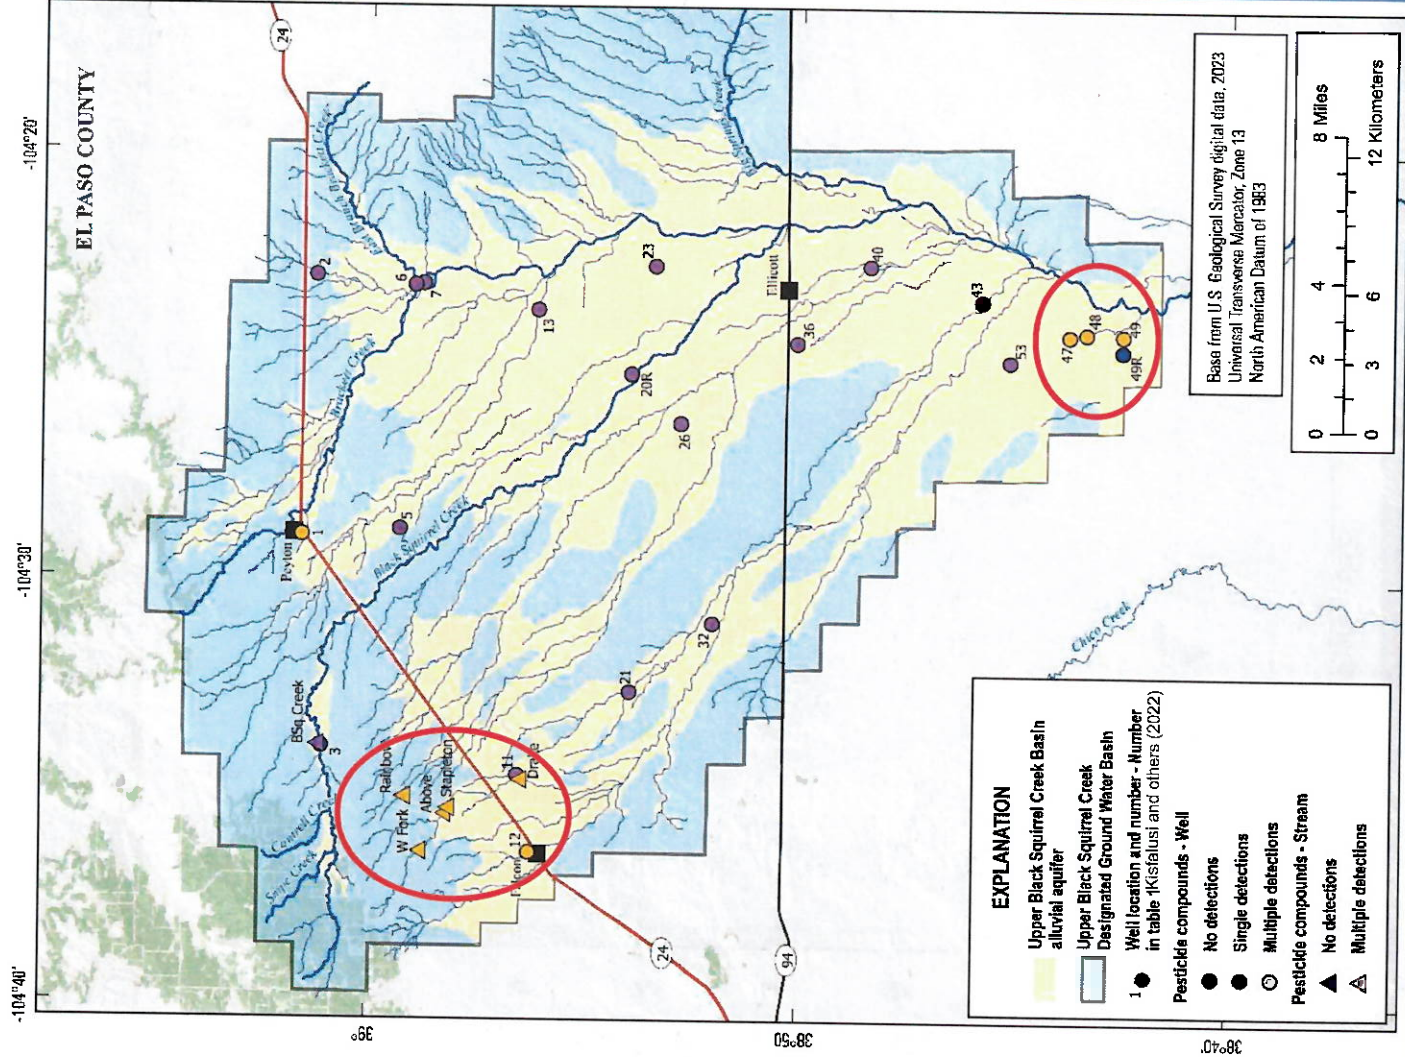 EL PASO COUNTY
-104°40'
-104°30'
-104°20'
39°
38°50'
38°40'
24
24
94
Peyton
Falcon
Ellicott
East Branch Bracket Creek
Bracket Creek
Black Squirrel Creek
Big Springs Creek
Chico Creek
BSq. Creek
Rainbow
W Fork
Above
Stapleton
Drake
1
2
3
5
6
7
11
12
13
20R
21
23
26
32
36
40
43
47
48
49
49R
53
Base from U.S. Geological Survey digital data, 2023
Universal Transverse Mercator, Zone 13
North American Datum of 1983
0 2 4 8 Miles
0 3 6 12 Kilometers
EXPLANATION
Upper Black Squirrel Creek Basin
alluvial aquifer
Upper Black Squirrel Creek
Designated Ground Water Basin
1 Well location and number - Number
in table 1(Kisfalusi and others (2022)
Pesticide compounds - Well
No detections
Single detections
Multiple detections
Pesticide compounds - Stream
No detections
Multiple detections